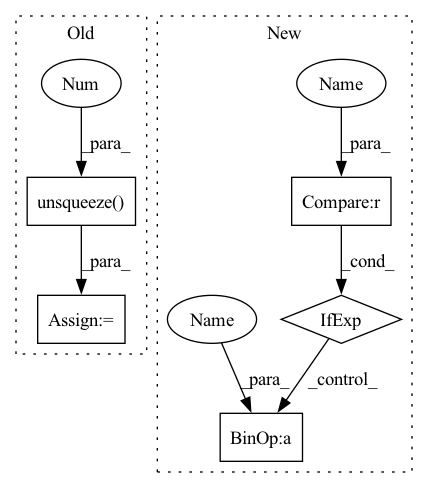 Old
New
Num
Name
_para_
_para_
unsqueeze()
Compare:r
_para_
_cond_
Assign:=
Name
IfExp
_para_
_control_
BinOp:a